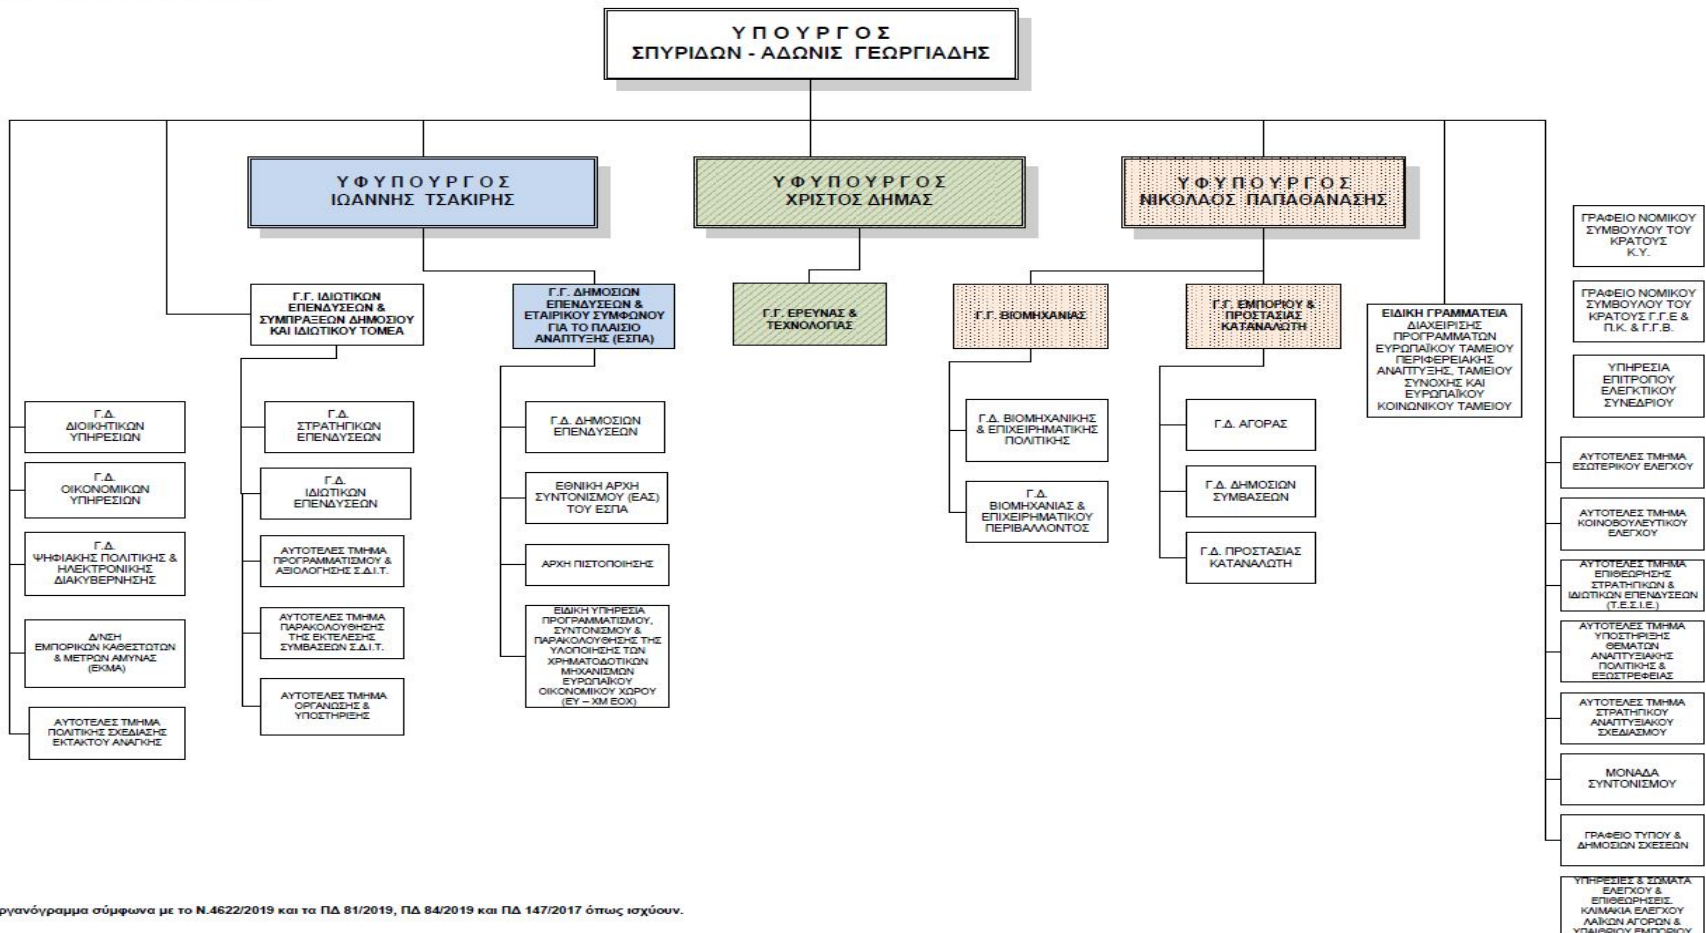 Υ Π Ο Υ Ρ Γ Ο Σ
ΣΠΥΡΙΔΩΝ - ΑΔΩΝΙΣ ΓΕΩΡΓΙΑΔΗΣ
Υ Φ Υ Π Ο Υ Ρ Γ Ο Σ
ΙΩΑΝΝΗΣ ΤΣΑΚΙΡΗΣ
Υ Φ Υ Π Ο Υ Ρ Γ Ο Σ
ΧΡΙΣΤΟΣ ΔΗΜΑΣ
Υ Φ Υ Π Ο Υ Ρ Γ Ο Σ
ΝΙΚΟΛΑΟΣ ΠΑΠΑΘΑΝΑΣΗΣ
Γ.Γ. ΙΔΙΩΤΙΚΩΝ
ΕΠΕΝΔΥΣΕΩΝ &
ΣΥΜΠΡΑΞΕΩΝ ΔΗΜΟΣΙΟΥ
ΚΑΙ ΙΔΙΩΤΙΚΟΥ ΤΟΜΕΑ
Γ.Γ. ΔΗΜΟΣΙΩΝ
ΕΠΕΝΔΥΣΕΩΝ &
ΕΤΑΙΡΙΚΟΥ ΣΥΜΦΩΝΟΥ
ΓΙΑ ΤΟ ΠΛΑΙΣΙΟ
ΑΝΑΠΤΥΞΗΣ (ΕΣΠΑ)
Γ.Γ. ΕΡΕΥΝΑΣ &
ΤΕΧΝΟΛΟΓΙΑΣ
Γ.Γ. ΒΙΟΜΗΧΑΝΙΑΣ
Γ.Γ. ΕΜΠΟΡΙΟΥ &
ΠΡΟΣΤΑΣΙΑΣ
ΚΑΤΑΝΑΛΩΤΗ
ΕΙΔΙΚΗ ΓΡΑΜΜΑΤΕΙΑ
ΔΙΑΧΕΙΡΙΣΗΣ
ΠΡΟΓΡΑΜΜΑΤΩΝ
ΕΥΡΩΠΑΪΚΟΥ ΤΑΜΕΙΟΥ
ΠΕΡΙΦΕΡΕΙΑΚΗΣ
ΑΝΑΠΤΥΞΗΣ, ΤΑΜΕΙΟΥ
ΣΥΝΟΧΗΣ ΚΑΙ
ΕΥΡΩΠΑΪΚΟΥ
ΚΟΙΝΩΝΙΚΟΥ ΤΑΜΕΙΟΥ
Γ.Δ.
ΔΙΟΙΚΗΤΙΚΩΝ
ΥΠΗΡΕΣΙΩΝ
Γ.Δ.
ΟΙΚΟΝΟΜΙΚΩΝ
ΥΠΗΡΕΣΙΩΝ
Γ.Δ.
ΨΗΦΙΑΚΗΣ ΠΟΛΙΤΙΚΗΣ &
ΗΛΕΚΤΡΟΝΙΚΗΣ
ΔΙΑΚΥΒΕΡΝΗΣΗΣ
Δ/ΝΣΗ
ΕΜΠΟΡΙΚΩΝ ΚΑΘΕΣΤΩΤΩΝ
& ΜΕΤΡΩΝ ΑΜΥΝΑΣ
(ΕΚΜΑ)
ΑΥΤΟΤΕΛΕΣ ΤΜΗΜΑ
ΠΟΛΙΤΙΚΗΣ ΣΧΕΔΙΑΣΗΣ
ΕΚΤΑΚΤΟΥ ΑΝΑΓΚΗΣ
Γ.Δ.
ΣΤΡΑΤΗΓΙΚΩΝ
ΕΠΕΝΔΥΣΕΩΝ
Γ.Δ.
ΙΔΙΩΤΙΚΩΝ
ΕΠΕΝΔΥΣΕΩΝ
ΑΥΤΟΤΕΛΕΣ ΤΜΗΜΑ
ΠΡΟΓΡΑΜΜΑΤΙΣΜΟΥ &
ΑΞΙΟΛΟΓΗΣΗΣ Σ.Δ.Ι.Τ.
ΑΥΤΟΤΕΛΕΣ ΤΜΗΜΑ
ΠΑΡΑΚΟΛΟΥΘΗΣΗΣ
ΤΗΣ ΕΚΤΕΛΕΣΗΣ
ΣΥΜΒΑΣΕΩΝ Σ.Δ.Ι.Τ.
ΑΥΤΟΤΕΛΕΣ ΤΜΗΜΑ
ΟΡΓΑΝΩΣΗΣ &
ΥΠΟΣΤΗΡΙΞΗΣ
Γ.Δ. ΔΗΜΟΣΙΩΝ
ΕΠΕΝΔΥΣΕΩΝ
ΕΘΝΙΚΗ ΑΡΧΗ
ΣΥΝΤΟΝΙΣΜΟΥ (ΕΑΣ)
ΤΟΥ ΕΣΠΑ
ΑΡΧΗ ΠΙΣΤΟΠΟΙΗΣΗΣ
ΕΙΔΙΚΗ ΥΠΗΡΕΣΙΑ
ΠΡΟΓΡΑΜΜΑΤΙΣΜΟΥ,
ΣΥΝΤΟΝΙΣΜΟΥ &
ΠΑΡΑΚΟΛΟΥΘΗΣΗΣ ΤΗΣ
ΥΛΟΠΟΙΗΣΗΣ ΤΩΝ
ΧΡΗΜΑΤΟΔΟΤΙΚΩΝ
ΜΗΧΑΝΙΣΜΩΝ
ΕΥΡΩΠΑΪΚΟΥ
ΟΙΚΟΝΟΜΙΚΟΥ ΧΩΡΟΥ
(ΕΥ – ΧΜ ΕΟΧ)
Γ.Δ. ΒΙΟΜΗΧΑΝΙΚΗΣ
& ΕΠΙΧΕΙΡΗΜΑΤΙΚΗΣ
ΠΟΛΙΤΙΚΗΣ
Γ.Δ.
ΒΙΟΜΗΧΑΝΙΑΣ &
ΕΠΙΧΕΙΡΗΜΑΤΙΚΟΥ
ΠΕΡΙΒΑΛΛΟΝΤΟΣ
Γ.Δ. ΑΓΟΡΑΣ
Γ.Δ. ΔΗΜΟΣΙΩΝ
ΣΥΜΒΑΣΕΩΝ
Γ.Δ. ΠΡΟΣΤΑΣΙΑΣ
ΚΑΤΑΝΑΛΩΤΗ
ΓΡΑΦΕΙΟ ΝΟΜΙΚΟΥ
ΣΥΜΒΟΥΛΟΥ ΤΟΥ
ΚΡΑΤΟΥΣ
Κ.Υ.
ΓΡΑΦΕΙΟ ΝΟΜΙΚΟΥ
ΣΥΜΒΟΥΛΟΥ ΤΟΥ
ΚΡΑΤΟΥΣ Γ.Γ.Ε &
Π.Κ. & Γ.Γ.Β.
ΥΠΗΡΕΣΙΑ
ΕΠΙΤΡΟΠΟΥ
ΕΛΕΓΚΤΙΚΟΥ
ΣΥΝΕΔΡΙΟΥ
ΑΥΤΟΤΕΛΕΣ ΤΜΗΜΑ
ΕΣΩΤΕΡΙΚΟΥ ΕΛΕΓΧΟΥ
ΑΥΤΟΤΕΛΕΣ ΤΜΗΜΑ
ΚΟΙΝΟΒΟΥΛΕΥΤΙΚΟΥ
ΕΛΕΓΧΟΥ
ΑΥΤΟΤΕΛΕΣ ΤΜΗΜΑ
ΕΠΙΘΕΩΡΗΣΗΣ
ΣΤΡΑΤΗΓΙΚΩΝ &
ΙΔΙΩΤΙΚΩΝ ΕΠΕΝΔΥΣΕΩΝ
(Τ.Ε.Σ.Ι.Ε.)
ΑΥΤΟΤΕΛΕΣ ΤΜΗΜΑ
ΥΠΟΣΤΗΡΙΞΗΣ
ΘΕΜΑΤΩΝ
ΑΝΑΠΤΥΞΙΑΚΗΣ
ΠΟΛΙΤΙΚΗΣ &
ΕΞΩΣΤΡΕΦΕΙΑΣ
ΑΥΤΟΤΕΛΕΣ ΤΜΗΜΑ
ΣΤΡΑΤΗΓΙΚΟΥ
ΑΝΑΠΤΥΞΙΑΚΟΥ
ΣΧΕΔΙΑΣΜΟΥ
ΜΟΝΑΔΑ
ΣΥΝΤΟΝΙΣΜΟΥ
ΓΡΑΦΕΙΟ ΤΥΠΟΥ &
ΔΗΜΟΣΙΩΝ ΣΧΕΣΕΩΝ
ΥΠΗΡΕΣΙΕΣ & ΣΩΜΑΤΑ
ΕΛΕΓΧΟΥ &
ΕΠΙΘΕΩΡΗΣΕΙΣ.
ΚΛΙΜΑΚΙΑ ΕΛΕΓΧΟΥ
ΛΑΪΚΩΝ ΑΓΟΡΩΝ &
ΥΠΑΙΘΡΙΟΥ ΕΜΠΟΡΙΟΥ
ργανόγραμμα σύμφωνα με το Ν.4622/2019 και τα ΠΔ 81/2019, ΠΔ 84/2019 και ΠΔ 147/2017 όπως ισχύουν.